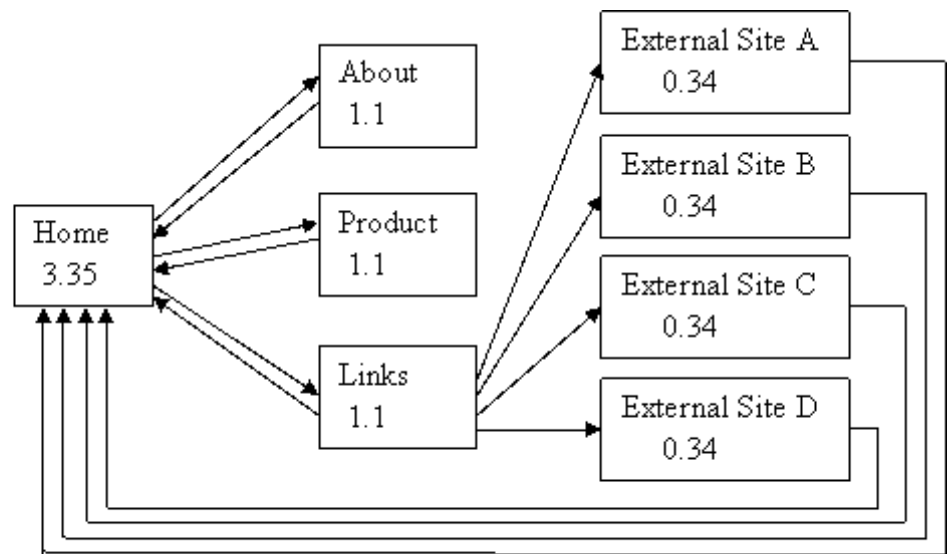 Home
3.35
About
1.1
Product
1.1
Links
1.1
External Site A
0.34
External Site B
0.34
External Site C
0.34
External Site D
0.34